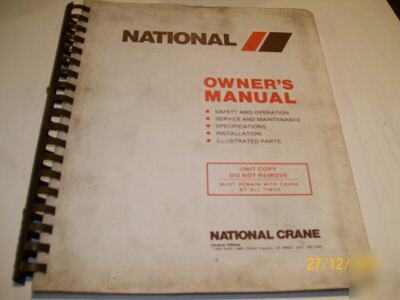 NATIONAL
OWNER'S
MANUAL
• SAFETY AND OPERATION
• SERVICE AND MAINTENANCE
• SPECIFICATIONS
• INSTALLATION
• ILLUSTRATED PARTS
UNIT COPY
DO NOT REMOVE
MUST REMAIN WITH CRANE
AT ALL TIMES
NATIONAL CRANE
General Offices
27/12/